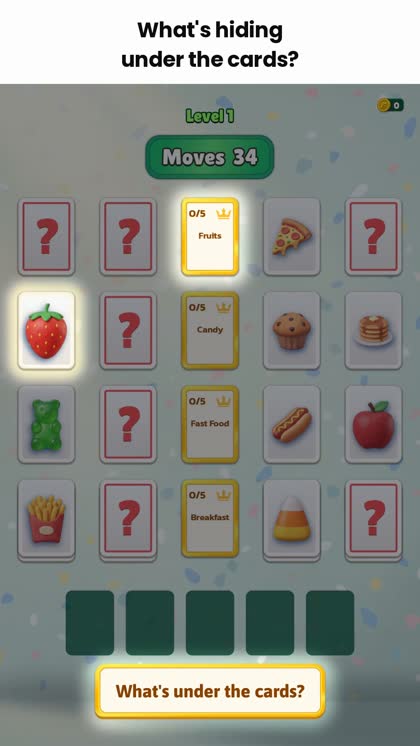 What's hiding
under the cards?
0
Level 1
Moves 34
? ? 0/5 ?
Fruits
? 0/5
Candy
? 0/5
Fast Food
? 0/5 ?
Breakfast
What's under the cards?